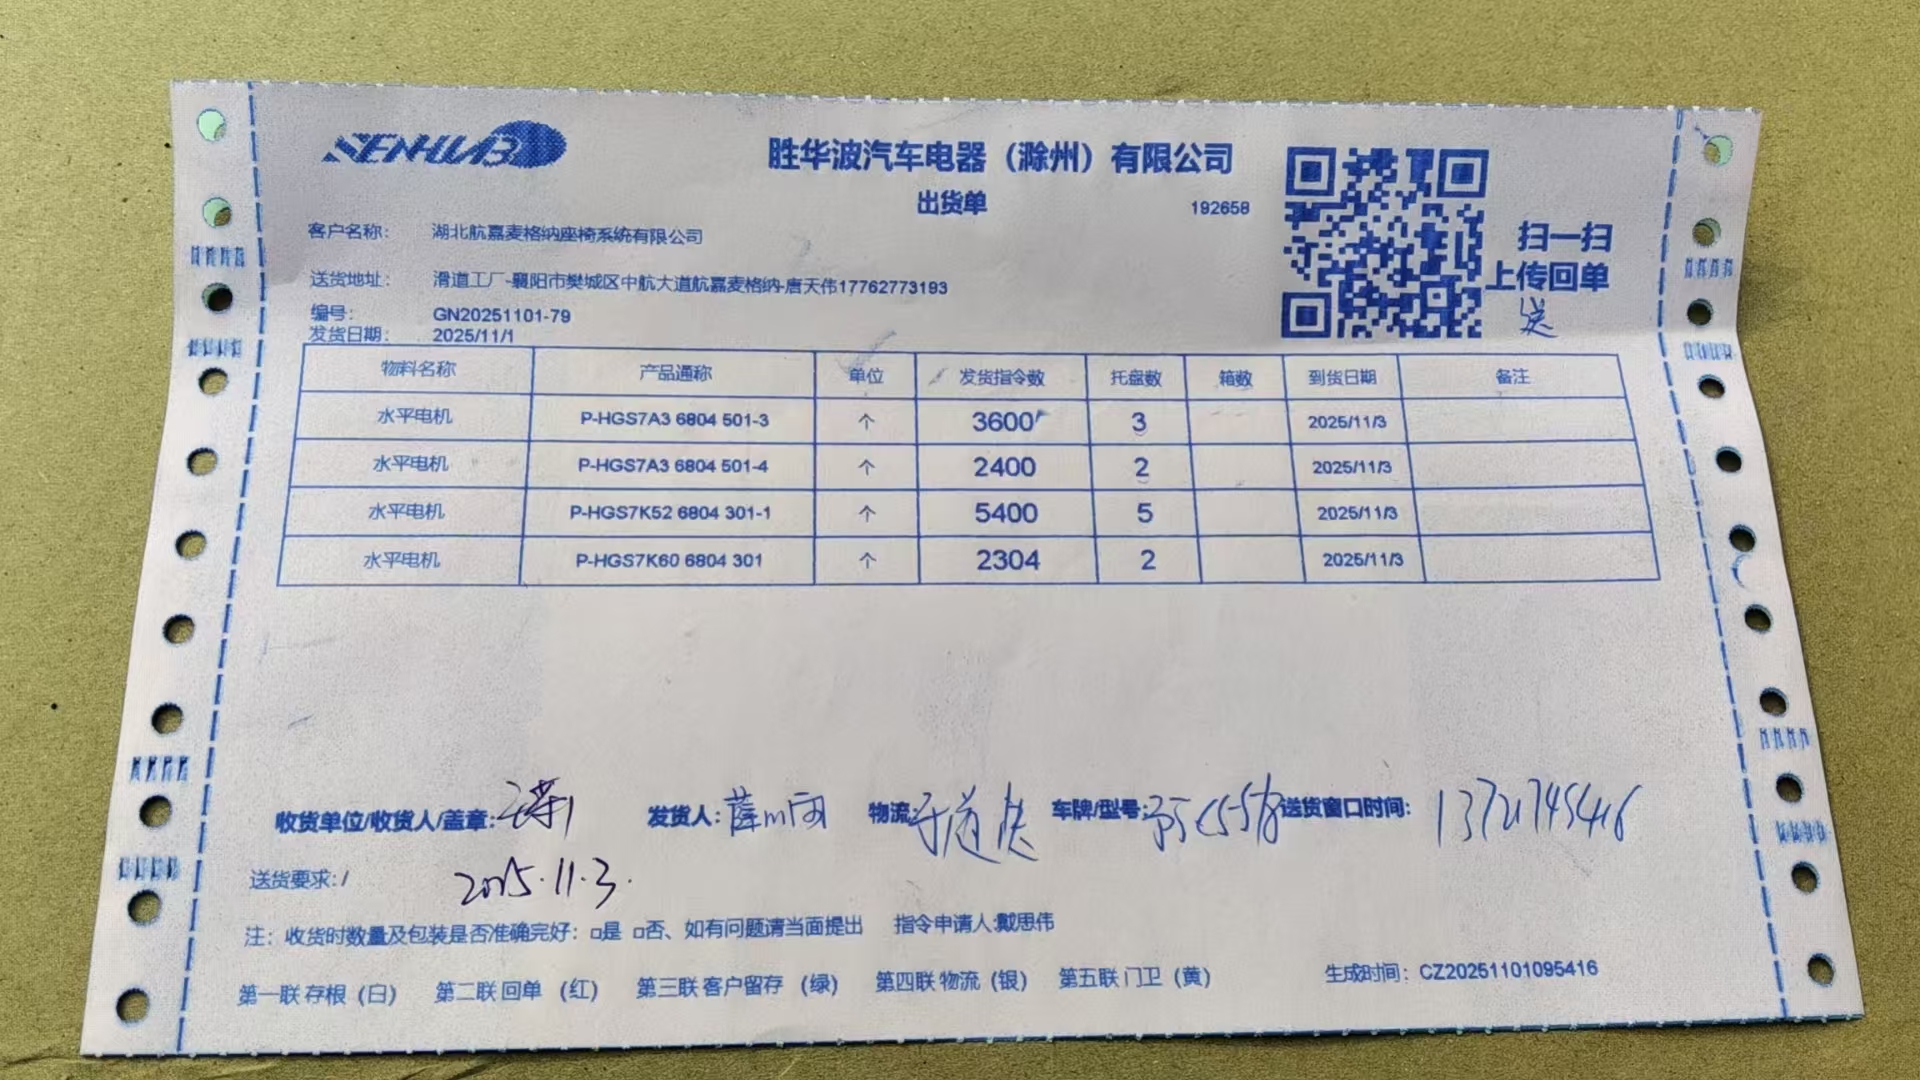 SENHUAB
胜华波汽车电器（滁州）有限公司
出货单
192658
扫一扫
上传回单
送
客户名称： 湖北航嘉麦格纳座椅系统有限公司
送货地址： 滑道工厂-襄阳市樊城区中航大道航嘉麦格纳-唐天伟17762773193
编号： GN20251101-79
发货日期： 2025/11/1
物料名称 产品通称 单位 发货指令数 托盘数 箱数 到货日期 备注
水平电机 P-HGS7A3 6804 501-3 个 3600 3 2025/11/3
水平电机 P-HGS7A3 6804 501-4 个 2400 2 2025/11/3
水平电机 P-HGS7K52 6804 301-1 个 5400 5 2025/11/3
水平电机 P-HGS7K60 6804 301 个 2304 2 2025/11/3
收货单位/收货人/盖章： 发货人： 物流 车牌/型号： 送货窗口时间： 13721745416
送货要求：/ 2025.11.3.
注：收货时数量及包装是否准确完好：□是 □否、如有问题请当面提出 指令申请人:戴思伟
第一联 存根（白） 第二联 回单（红） 第三联 客户留存（绿） 第四联 物流（银） 第五联 门卫（黄） 生成时间：CZ20251101095416